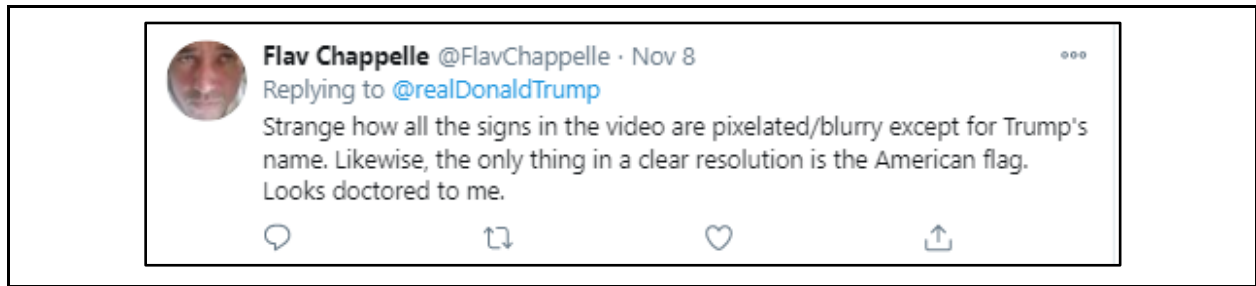 Flav Chappelle @FlavChappelle · Nov 8
Replying to @realDonaldTrump
Strange how all the signs in the video are pixelated/blurry except for Trump's
name. Likewise, the only thing in a clear resolution is the American flag.
Looks doctored to me.